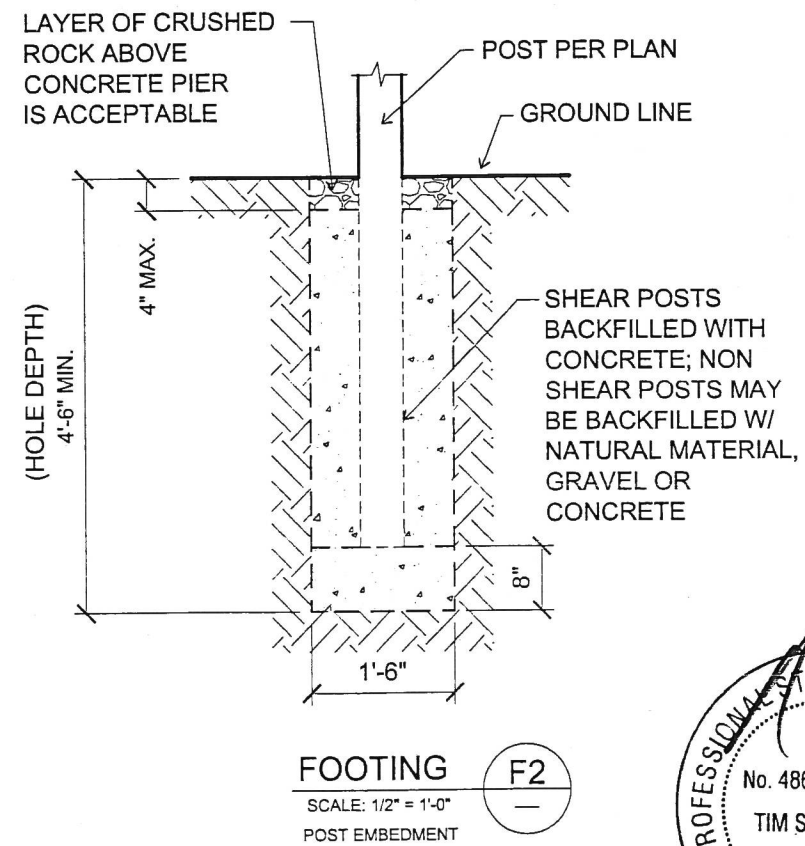 LAYER OF CRUSHED
ROCK ABOVE
CONCRETE PIER
IS ACCEPTABLE
POST PER PLAN
GROUND LINE
4" MAX.
(HOLE DEPTH)
4'-6" MIN.
SHEAR POSTS
BACKFILLED WITH
CONCRETE; NON
SHEAR POSTS MAY
BE BACKFILLED W/
NATURAL MATERIAL,
GRAVEL OR
CONCRETE
8"
1'-6"
FOOTING
F2
SCALE: 1/2" = 1'-0"
POST EMBEDMENT
No. 486
TIM S